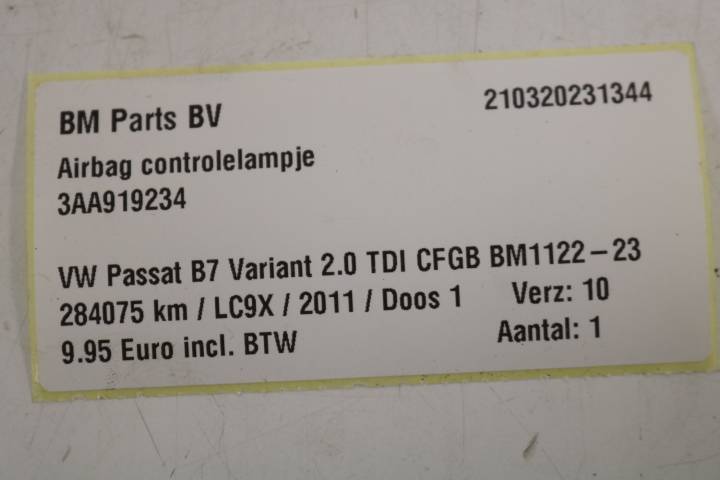 BM Parts BV 210320231344
Airbag controlelampje
3AA919234
VW Passat B7 Variant 2.0 TDI CFGB BM1122-23
284075 km / LC9X / 2011 / Doos 1 Verz: 10
9.95 Euro incl. BTW Aantal: 1